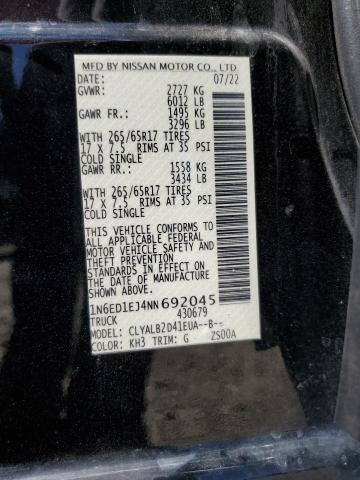 MFD BY NISSAN MOTOR CO., LTD
DATE: 07/22
GVWR: 2727 KG
6012 LB
GAWR FR.: 1495 KG
3296 LB
WITH 265/65R17 TIRES
17 X 7.5 RIMS AT 35 PSI
COLD SINGLE
GAWR RR.: 1558 KG
3434 LB
WITH 265/65R17 TIRES
17 X 7.5 RIMS AT 35 PSI
COLD SINGLE
THIS VEHICLE CONFORMS TO
ALL APPLICABLE FEDERAL
MOTOR VEHICLE SAFETY
& THEFT PREVENTION
STANDARDS IN EFFECT ON
THE DATE OF MANUFACTURE
SHOWN ABOVE.
1N6ED1EJ4NN692045
TRUCK 430679
MODEL: CLYALB2D41EUA--B--
COLOR: KH3 TRIM: G ZS00A